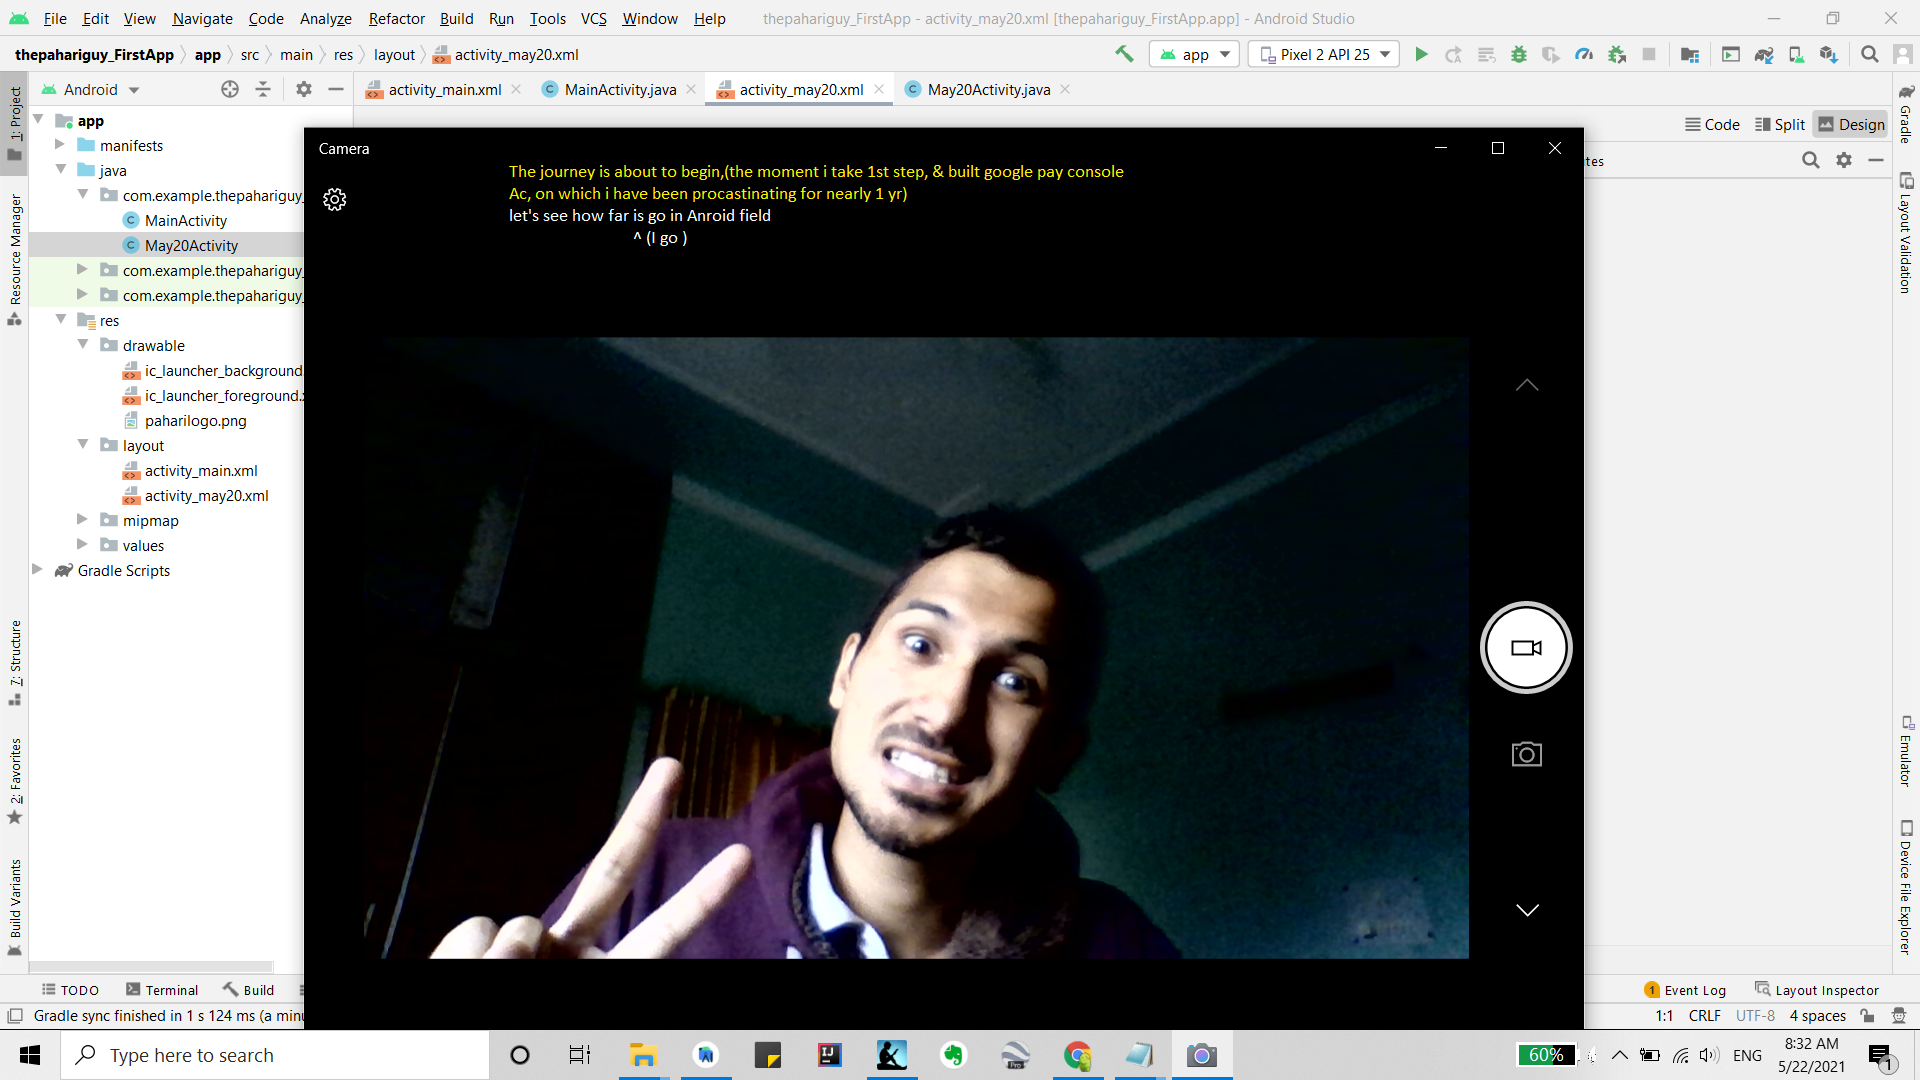 File Edit View Navigate Code Analyze Refactor Build Run Tools VCS Window Help thepahariguy_FirstApp - activity_may20.xml [thepahariguy_FirstApp.app] - Android Studio
thepahariguy_FirstApp app src main res layout activity_may20.xml app Pixel 2 API 25
Android activity_main.xml MainActivity.java activity_may20.xml May20Activity.java
Code Split Design
1: Project
Resource Manager
7: Structure
2: Favorites
Build Variants
app
manifests
java
com.example.thepahariguy_
MainActivity
May20Activity
com.example.thepahariguy_
com.example.thepahariguy_
res
drawable
ic_launcher_background.
ic_launcher_foreground.
paharilogo.png
layout
activity_main.xml
activity_may20.xml
mipmap
values
Gradle Scripts
Camera
The journey is about to begin,(the moment i take 1st step, & built google pay console
Ac, on which i have been procastinating for nearly 1 yr)
let's see how far is go in Anroid field
^ (I go )
Gradle
Layout Validation
Emulator
Device File Explorer
TODO Terminal Build 1 Event Log Layout Inspector
Gradle sync finished in 1 s 124 ms (a minu 1:1 CRLF UTF-8 4 spaces
Type here to search 60% ENG 8:32 AM
5/22/2021 1
IJ
Pro